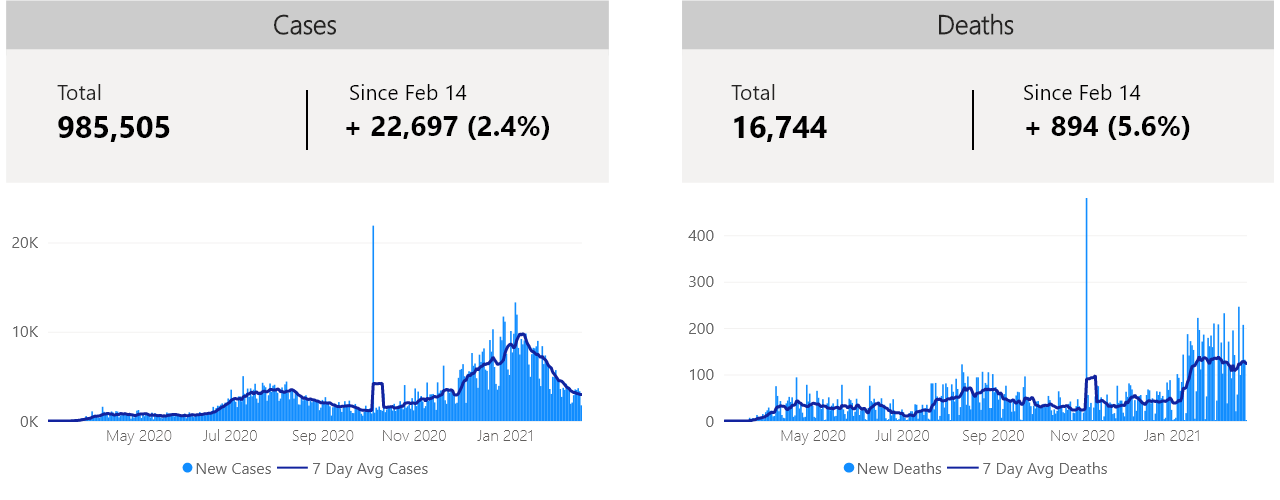 Cases
Total
985,505
Since Feb 14
+ 22,697 (2.4%)
20K
10K
0K
May 2020 Jul 2020 Sep 2020 Nov 2020 Jan 2021
New Cases 7 Day Avg Cases
Deaths
Total
16,744
Since Feb 14
+ 894 (5.6%)
400
300
200
100
0
May 2020 Jul 2020 Sep 2020 Nov 2020 Jan 2021
New Deaths 7 Day Avg Deaths